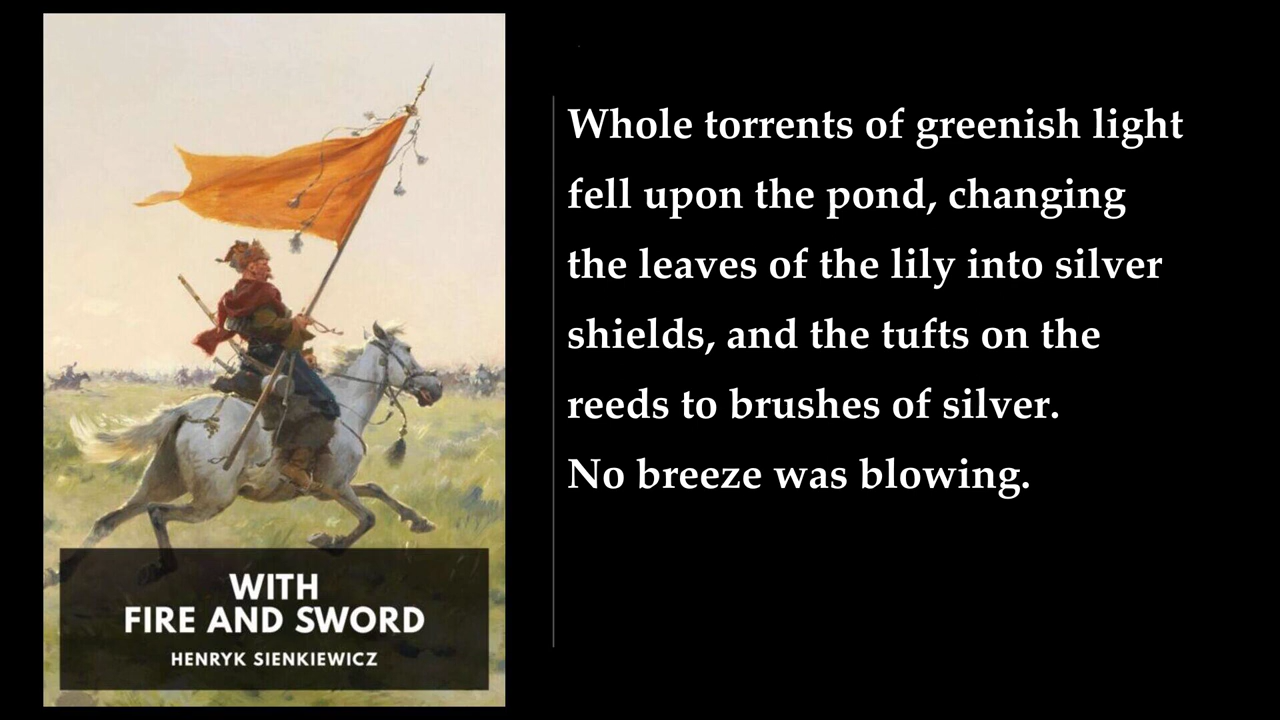 WITH
FIRE AND SWORD
HENRYK SIENKIEWICZ
Whole torrents of greenish light
fell upon the pond, changing
the leaves of the lily into silver
shields, and the tufts on the
reeds to brushes of silver.
No breeze was blowing.